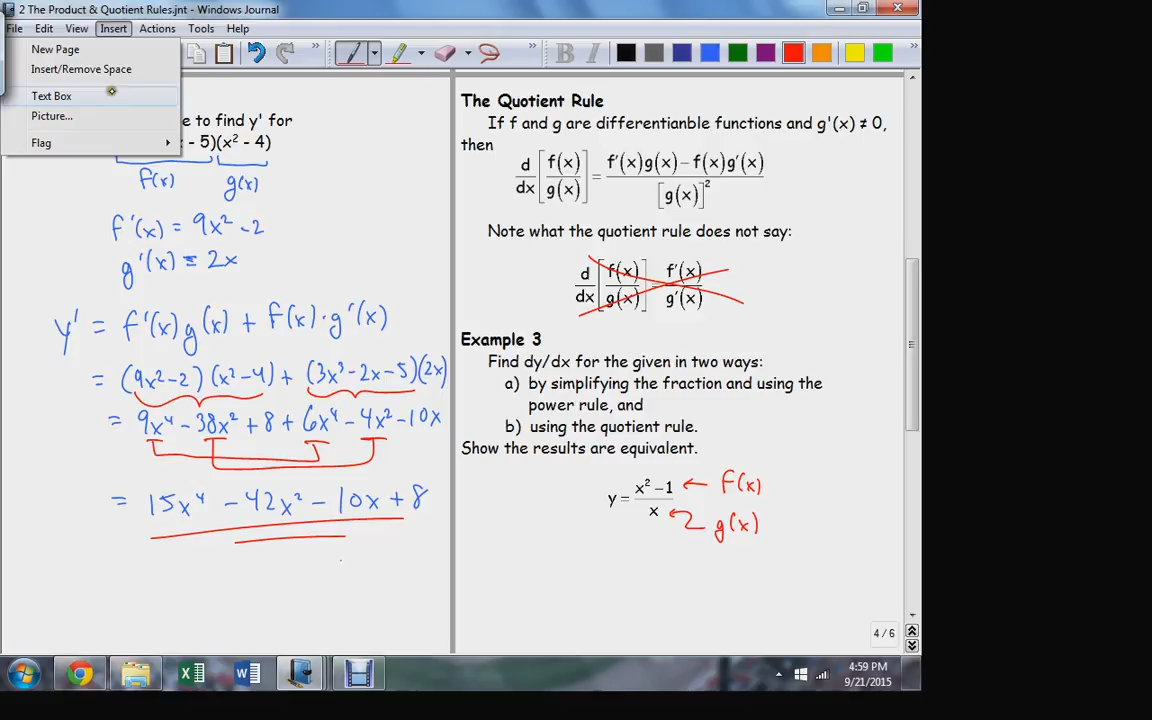 2 The Product & Quotient Rules.jnt - Windows Journal
File Edit View Insert Actions Tools Help
New Page
Insert/Remove Space
Text Box
Picture...
Flag
e to find y' for
- 5)(x² - 4)
f(x) g(x)
f'(x) = 9x² - 2
g'(x) = 2x
y' = f'(x)g(x) + f(x)·g'(x)
= (9x²-2)(x²-4) + (3x³-2x-5)(2x)
= 9x⁴ - 38x² + 8 + 6x⁴ - 4x² - 10x
= 15x⁴ - 42x² - 10x + 8
The Quotient Rule
If f and g are differentianble functions and g'(x) ≠ 0,
then
d/dx [f(x)/g(x)] = f'(x)g(x) - f(x)g'(x) / [g(x)]²
Note what the quotient rule does not say:
d/dx [f(x)/g(x)] = f'(x)/g'(x)
Example 3
Find dy/dx for the given in two ways:
a) by simplifying the fraction and using the
power rule, and
b) using the quotient rule.
Show the results are equivalent.
y = x² - 1 / x
← f(x)
g(x)
4 / 6
4:59 PM
9/21/2015